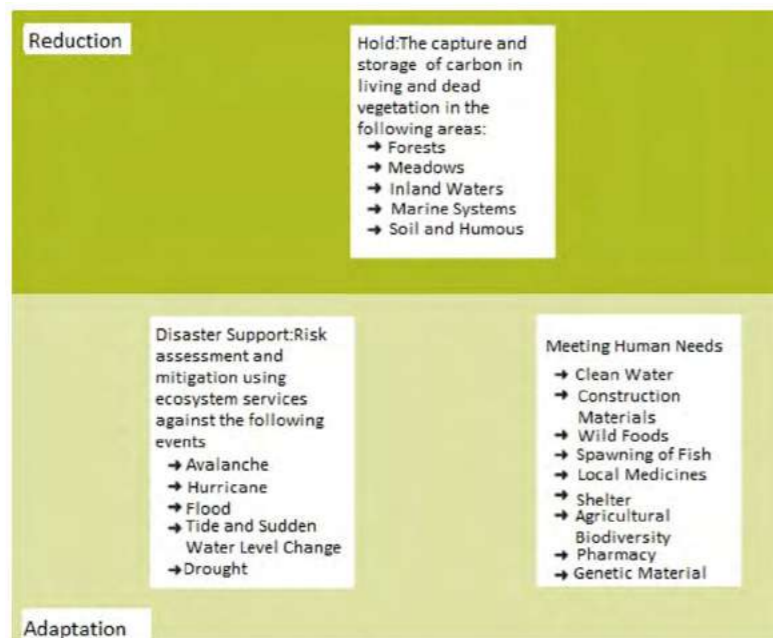 Reduction
Hold:The capture and
storage of carbon in
living and dead
vegetation in the
following areas:
➔ Forests
➔ Meadows
➔ Inland Waters
➔ Marine Systems
➔ Soil and Humous
Disaster Support:Risk
assessment and
mitigation using
ecosystem services
against the following
events
➔ Avalanche
➔ Hurricane
➔ Flood
➔ Tide and Sudden
Water Level Change
➔ Drought
Meeting Human Needs
➔ Clean Water
➔ Construction
Materials
➔ Wild Foods
➔ Spawning of Fish
➔ Local Medicines
➔ Shelter
➔ Agricultural
Biodiversity
➔ Pharmacy
➔ Genetic Material
Adaptation